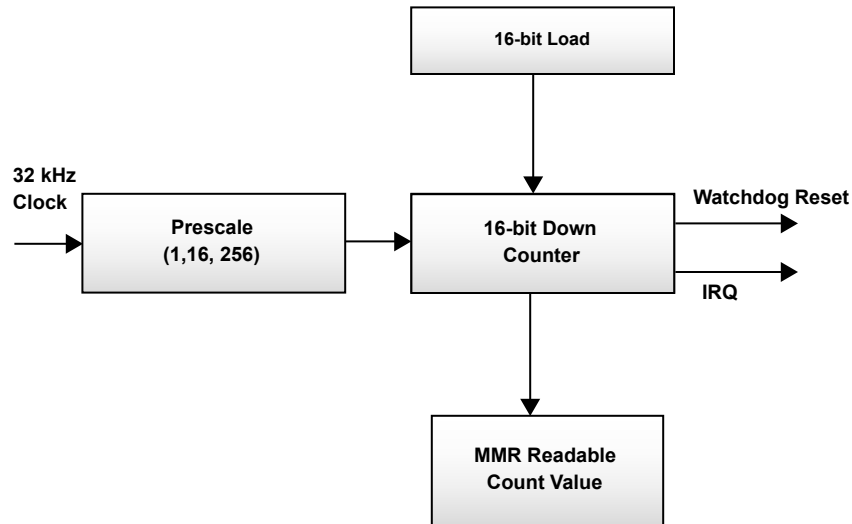 16-bit Load
32 kHz
Clock
Prescale
(1,16, 256)
16-bit Down
Counter
Watchdog Reset
IRQ
MMR Readable
Count Value